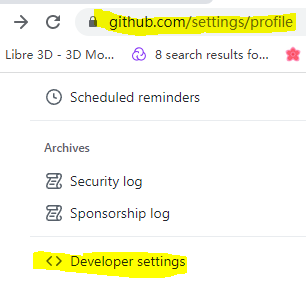 github.com/settings/profile
Libre 3D - 3D Mo... 8 search results fo...
Scheduled reminders
Archives
Security log
Sponsorship log
Developer settings